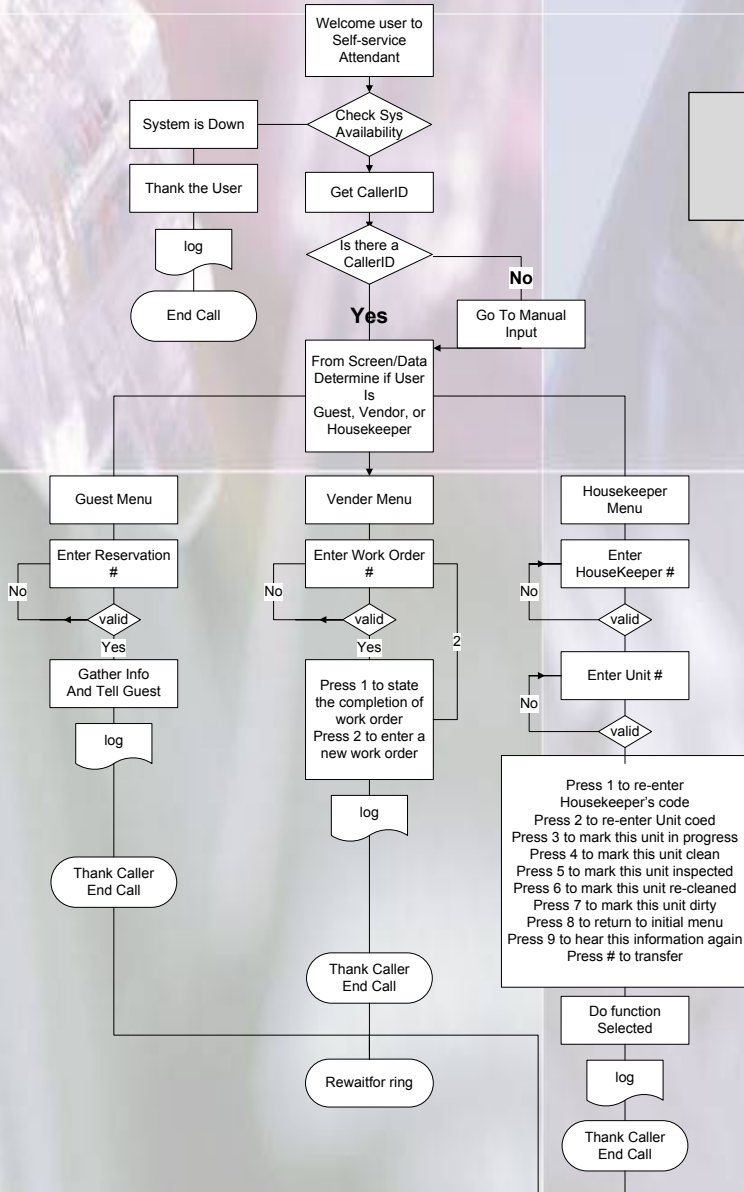 Welcome user to
Self-service
Attendant
Check Sys
Availability
System is Down
Thank the User
log
End Call
Get CallerID
Is there a
CallerID
No
Yes
Go To Manual
Input
From Screen/Data
Determine if User
Is
Guest, Vendor, or
Housekeeper
Guest Menu
Enter Reservation
#
No
valid
Yes
Gather Info
And Tell Guest
log
Thank Caller
End Call
Vender Menu
Enter Work Order
#
No
valid
Yes
2
Press 1 to state
the completion of
work order
Press 2 to enter a
new work order
log
Thank Caller
End Call
Rewaitfor ring
Housekeeper
Menu
Enter
HouseKeeper #
No
valid
Enter Unit #
No
valid
Press 1 to re-enter
Housekeeper's code
Press 2 to re-enter Unit coed
Press 3 to mark this unit in progress
Press 4 to mark this unit clean
Press 5 to mark this unit inspected
Press 6 to mark this unit re-cleaned
Press 7 to mark this unit dirty
Press 8 to return to initial menu
Press 9 to hear this information again
Press # to transfer
Do function
Selected
log
Thank Caller
End Call